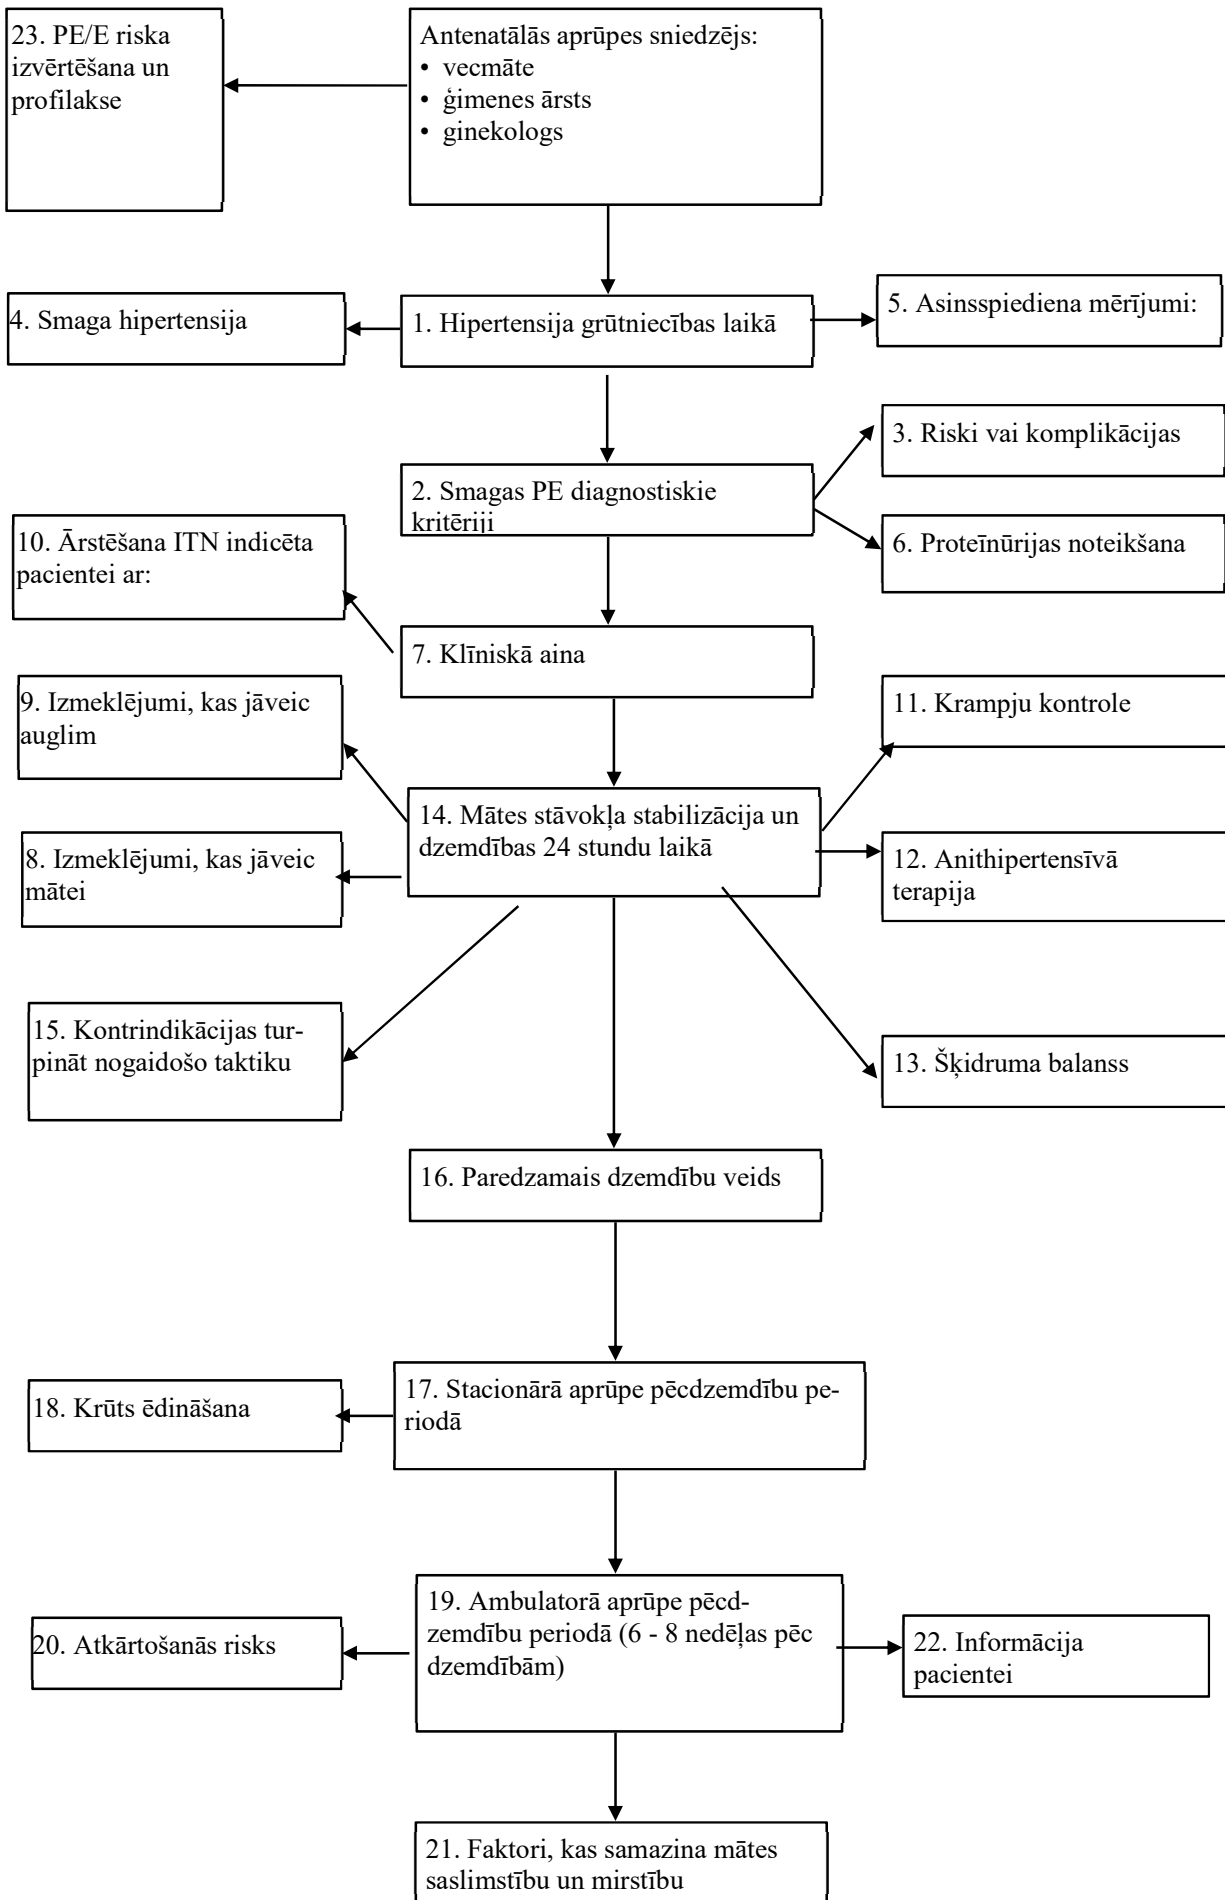 23. PE/E riska
izvērtēšana un
profilakse
Antenatālās aprūpes sniedzējs:
• vecmāte
• ģimenes ārsts
• ginekologs
4. Smaga hipertensija
1. Hipertensija grūtniecības laikā
5. Asinsspiediena mērījumi:
3. Riski vai komplikācijas
2. Smagas PE diagnostiskie
kritēriji
10. Ārstēšana ITN indicēta
pacientei ar:
6. Proteīnūrijas noteikšana
7. Klīniskā aina
9. Izmeklējumi, kas jāveic
auglim
11. Krampju kontrole
14. Mātes stāvokļa stabilizācija un
dzemdības 24 stundu laikā
8. Izmeklējumi, kas jāveic
mātei
12. Anithipertensīvā
terapija
15. Kontrindikācijas tur-
pināt nogaidošo taktiku
13. Šķidruma balanss
16. Paredzamais dzemdību veids
17. Stacionārā aprūpe pēcdzemdību pe-
riodā
18. Krūts ēdināšana
19. Ambulatorā aprūpe pēcd-
zemdību periodā (6 - 8 nedēļas pēc
dzemdībām)
20. Atkārtošanās risks
22. Informācija
pacientei
21. Faktori, kas samazina mātes
saslimstību un mirstību